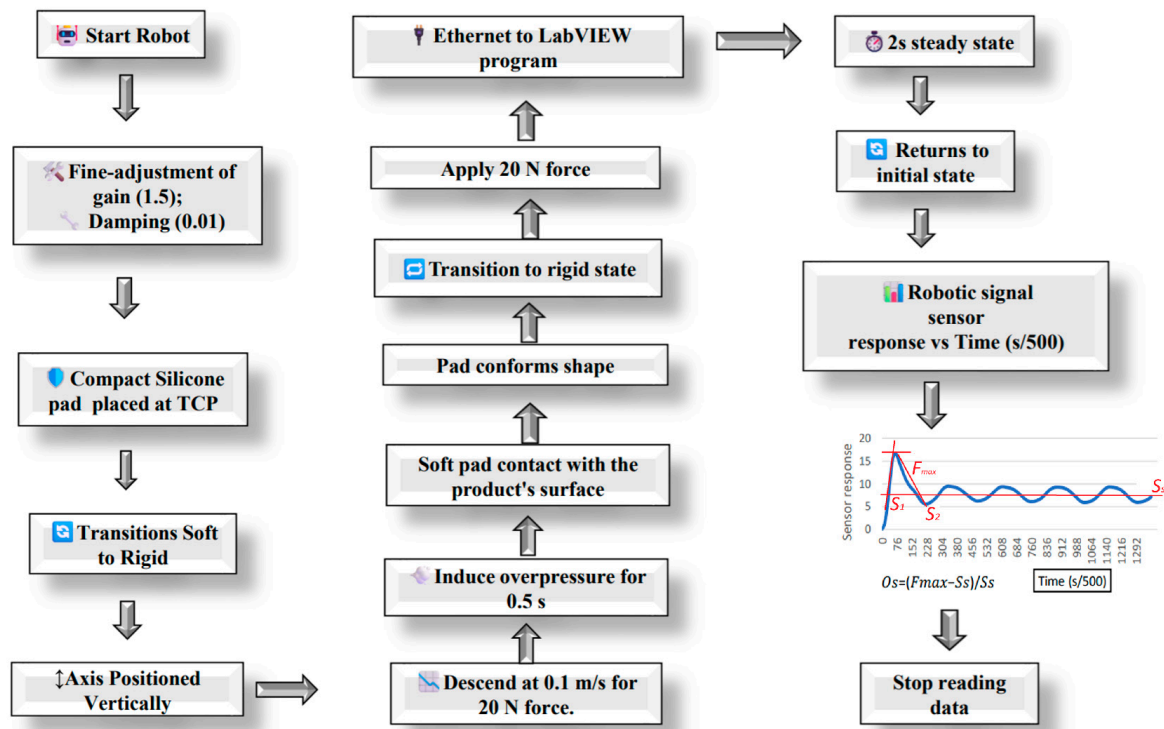 Start Robot
Fine-adjustment of
gain (1.5);
Damping (0.01)
Compact Silicone
pad placed at TCP
Transitions Soft
to Rigid
↕Axis Positioned
Vertically
Descend at 0.1 m/s for
20 N force.
Induce overpressure for
0.5 s
Soft pad contact with the
product's surface
Pad conforms shape
Transition to rigid state
Apply 20 N force
Ethernet to LabVIEW
program
2s steady state
Returns to
initial state
Robotic signal
sensor
response vs Time (s/500)
Sensor response
20
15
10
5
0
Fmax
S1
S2
Ss
0
76
152
228
304
380
456
532
608
684
760
836
912
988
1064
1140
1216
1292
Os=(Fmax−Ss)/Ss
Time (s/500)
Stop reading
data